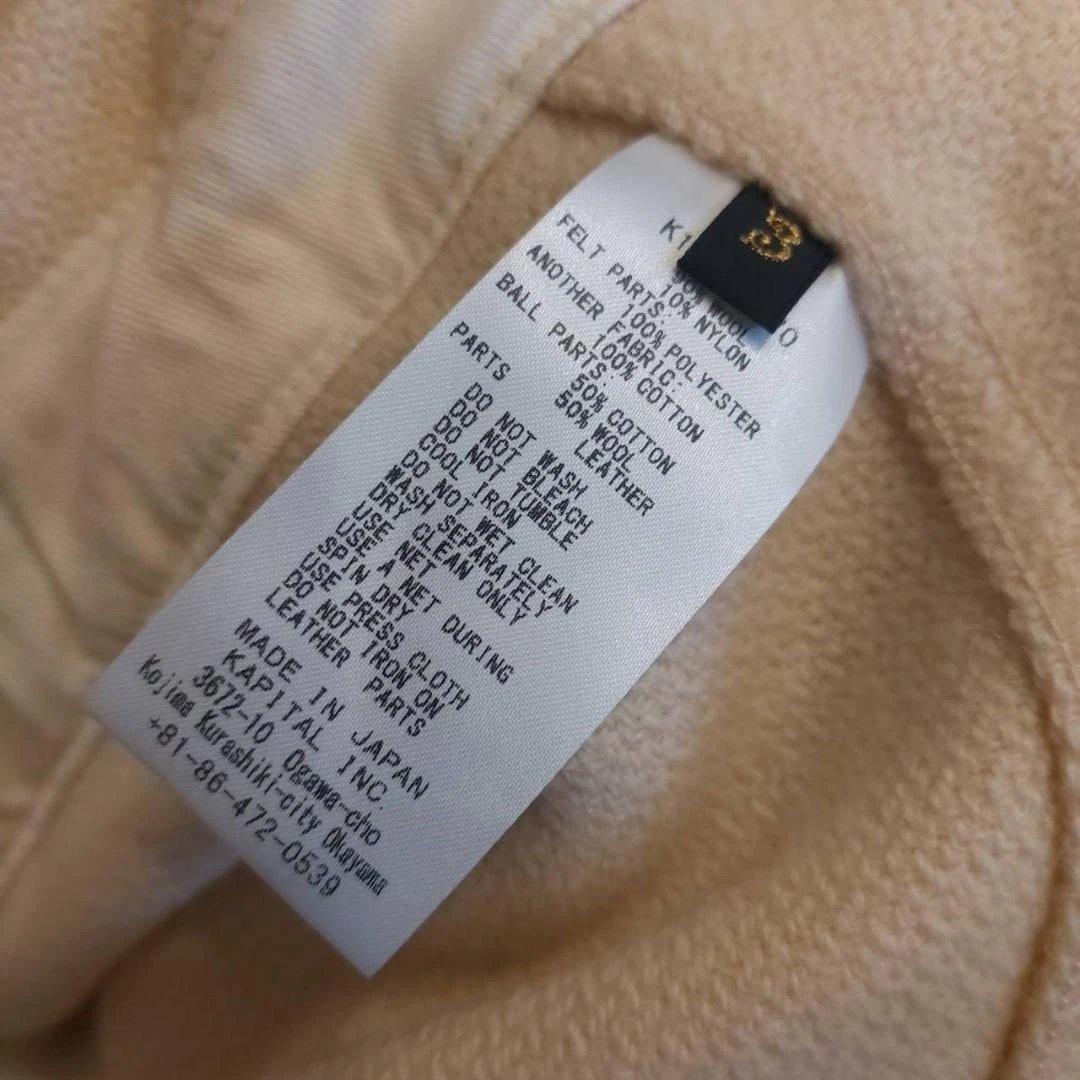 3
K1
0
WOOL
10% NYLON
FELT PARTS:
100% POLYESTER
ANOTHER FABRIC:
100% COTTON
BALL PARTS:
50% COTTON
50% WOOL
PARTS LEATHER
DO NOT WASH
DO NOT BLEACH
DO NOT TUMBLE
COOL IRON
DO NOT WET CLEAN
WASH SEPARATELY
DRY CLEAN ONLY
USE NET
USE A NET DURING
SPIN DRY
USE PRESS CLOTH
DO NOT IRON ON
LEATHER PARTS
MADE IN JAPAN
KAPITAL INC.
3672-10 Ogawa-cho
Kojima Kurashiki-city Okayama
+81-86-472-0539